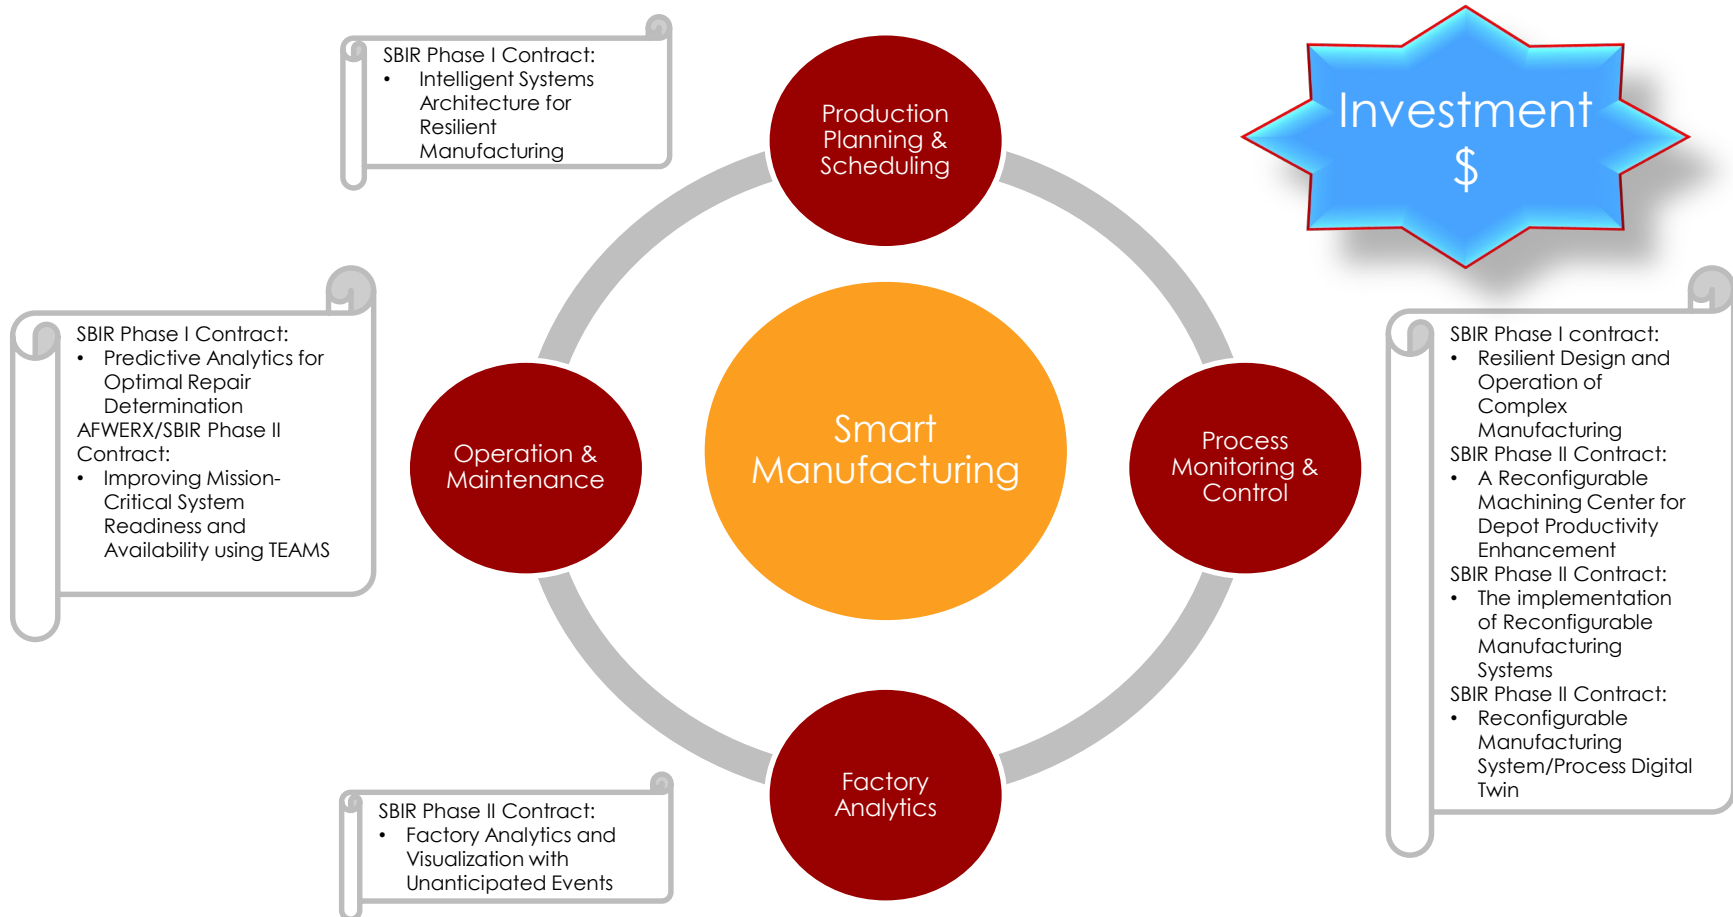 SBIR Phase I Contract:
• Intelligent Systems
Architecture for
Resilient
Manufacturing
Production
Planning &
Scheduling
Investment
$
SBIR Phase I Contract:
• Predictive Analytics for
Optimal Repair
Determination
AFWERX/SBIR Phase II
Contract:
• Improving Mission-
Critical System
Readiness and
Availability using TEAMS
Operation &
Maintenance
Smart
Manufacturing
Process
Monitoring &
Control
SBIR Phase I contract:
• Resilient Design and
Operation of
Complex
Manufacturing
SBIR Phase II Contract:
• A Reconfigurable
Machining Center for
Depot Productivity
Enhancement
SBIR Phase II Contract:
• The implementation
of Reconfigurable
Manufacturing
Systems
SBIR Phase II Contract:
• Reconfigurable
Manufacturing
System/Process Digital
Twin
SBIR Phase II Contract:
• Factory Analytics and
Visualization with
Unanticipated Events
Factory
Analytics